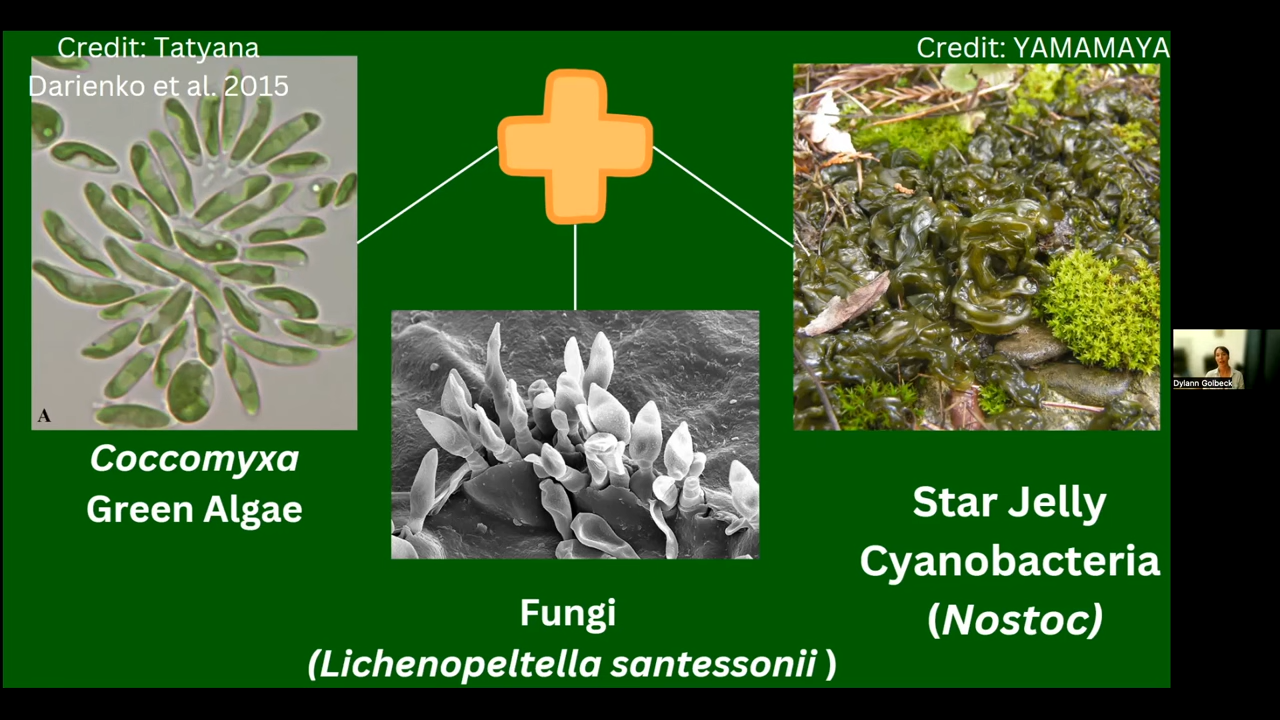 Credit: Tatyana
Darienko et al. 2015
Credit: YAMAMAYA
A
Coccomyxa
Green Algae
Fungi
(Lichenopeltella santessonii )
Star Jelly
Cyanobacteria
(Nostoc)
Dylann Golbeck